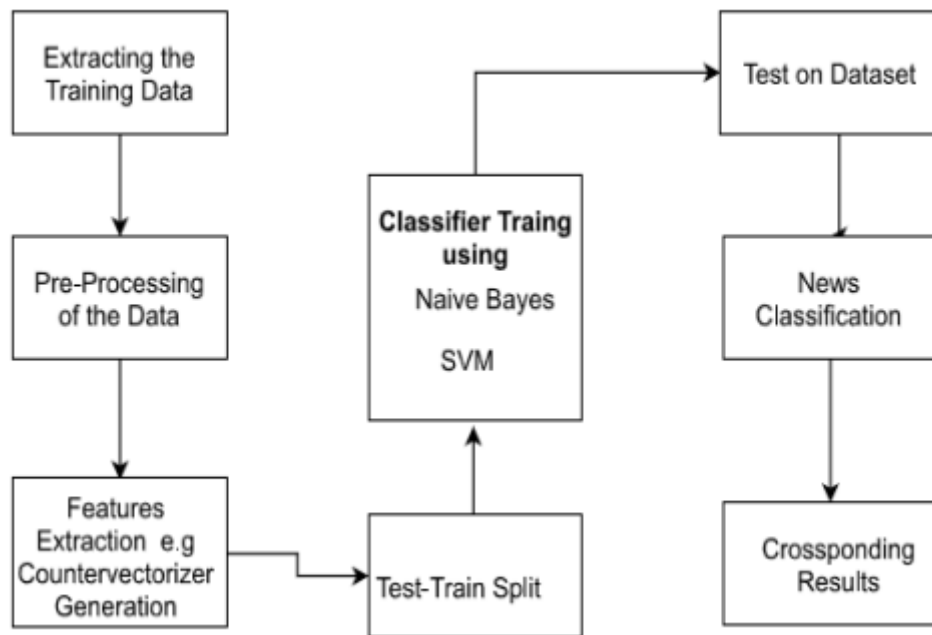 Extracting the
Training Data
Pre-Processing
of the Data
Features
Extraction e.g
Countervectorizer
Generation
Test-Train Split
Classifier Traing
using
Naive Bayes
SVM
Test on Dataset
News
Classification
Crossponding
Results